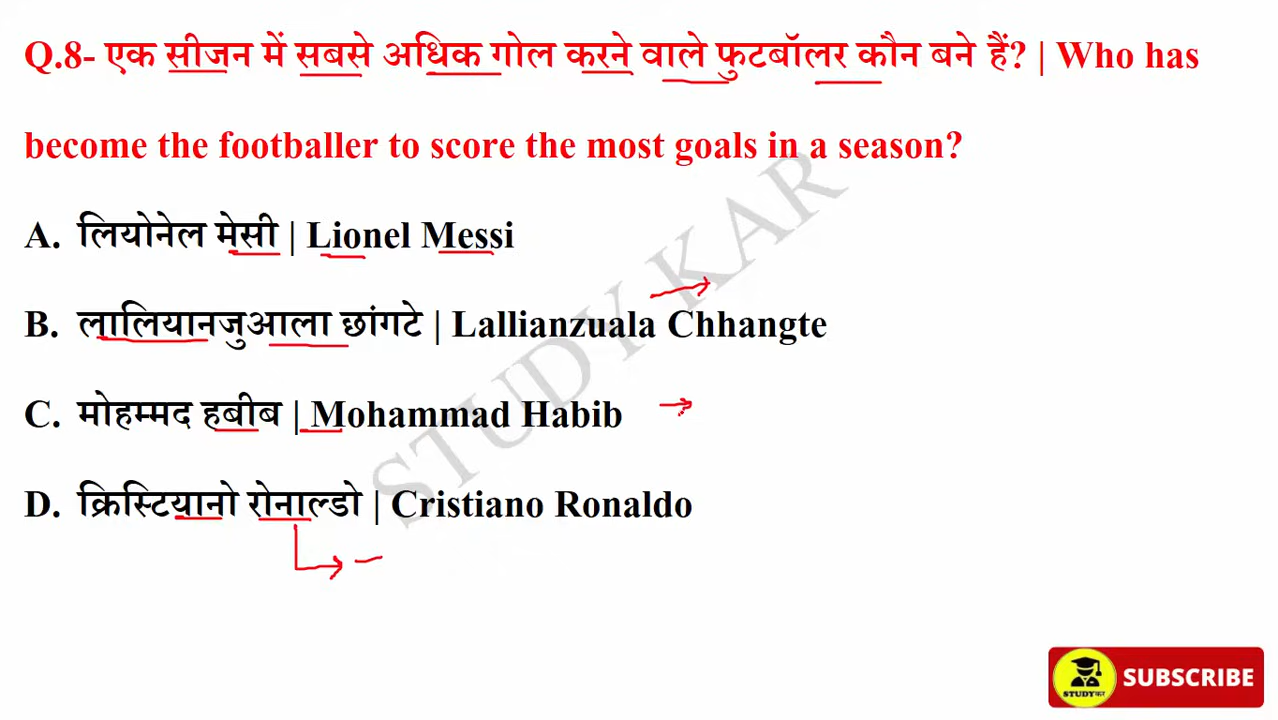 Q.8- एक सीजन में सबसे अधिक गोल करने वाले फुटबॉलर कौन बने हैं? | Who has
become the footballer to score the most goals in a season?
A. लियोनेल मेसी | Lionel Messi
B. लालियानजुआला छांगटे | Lallianzuala Chhangte
C. मोहम्मद हबीब | Mohammad Habib
D. क्रिस्टियानो रोनाल्डो | Cristiano Ronaldo
STUDY KAR
STUDYकर
SUBSCRIBE